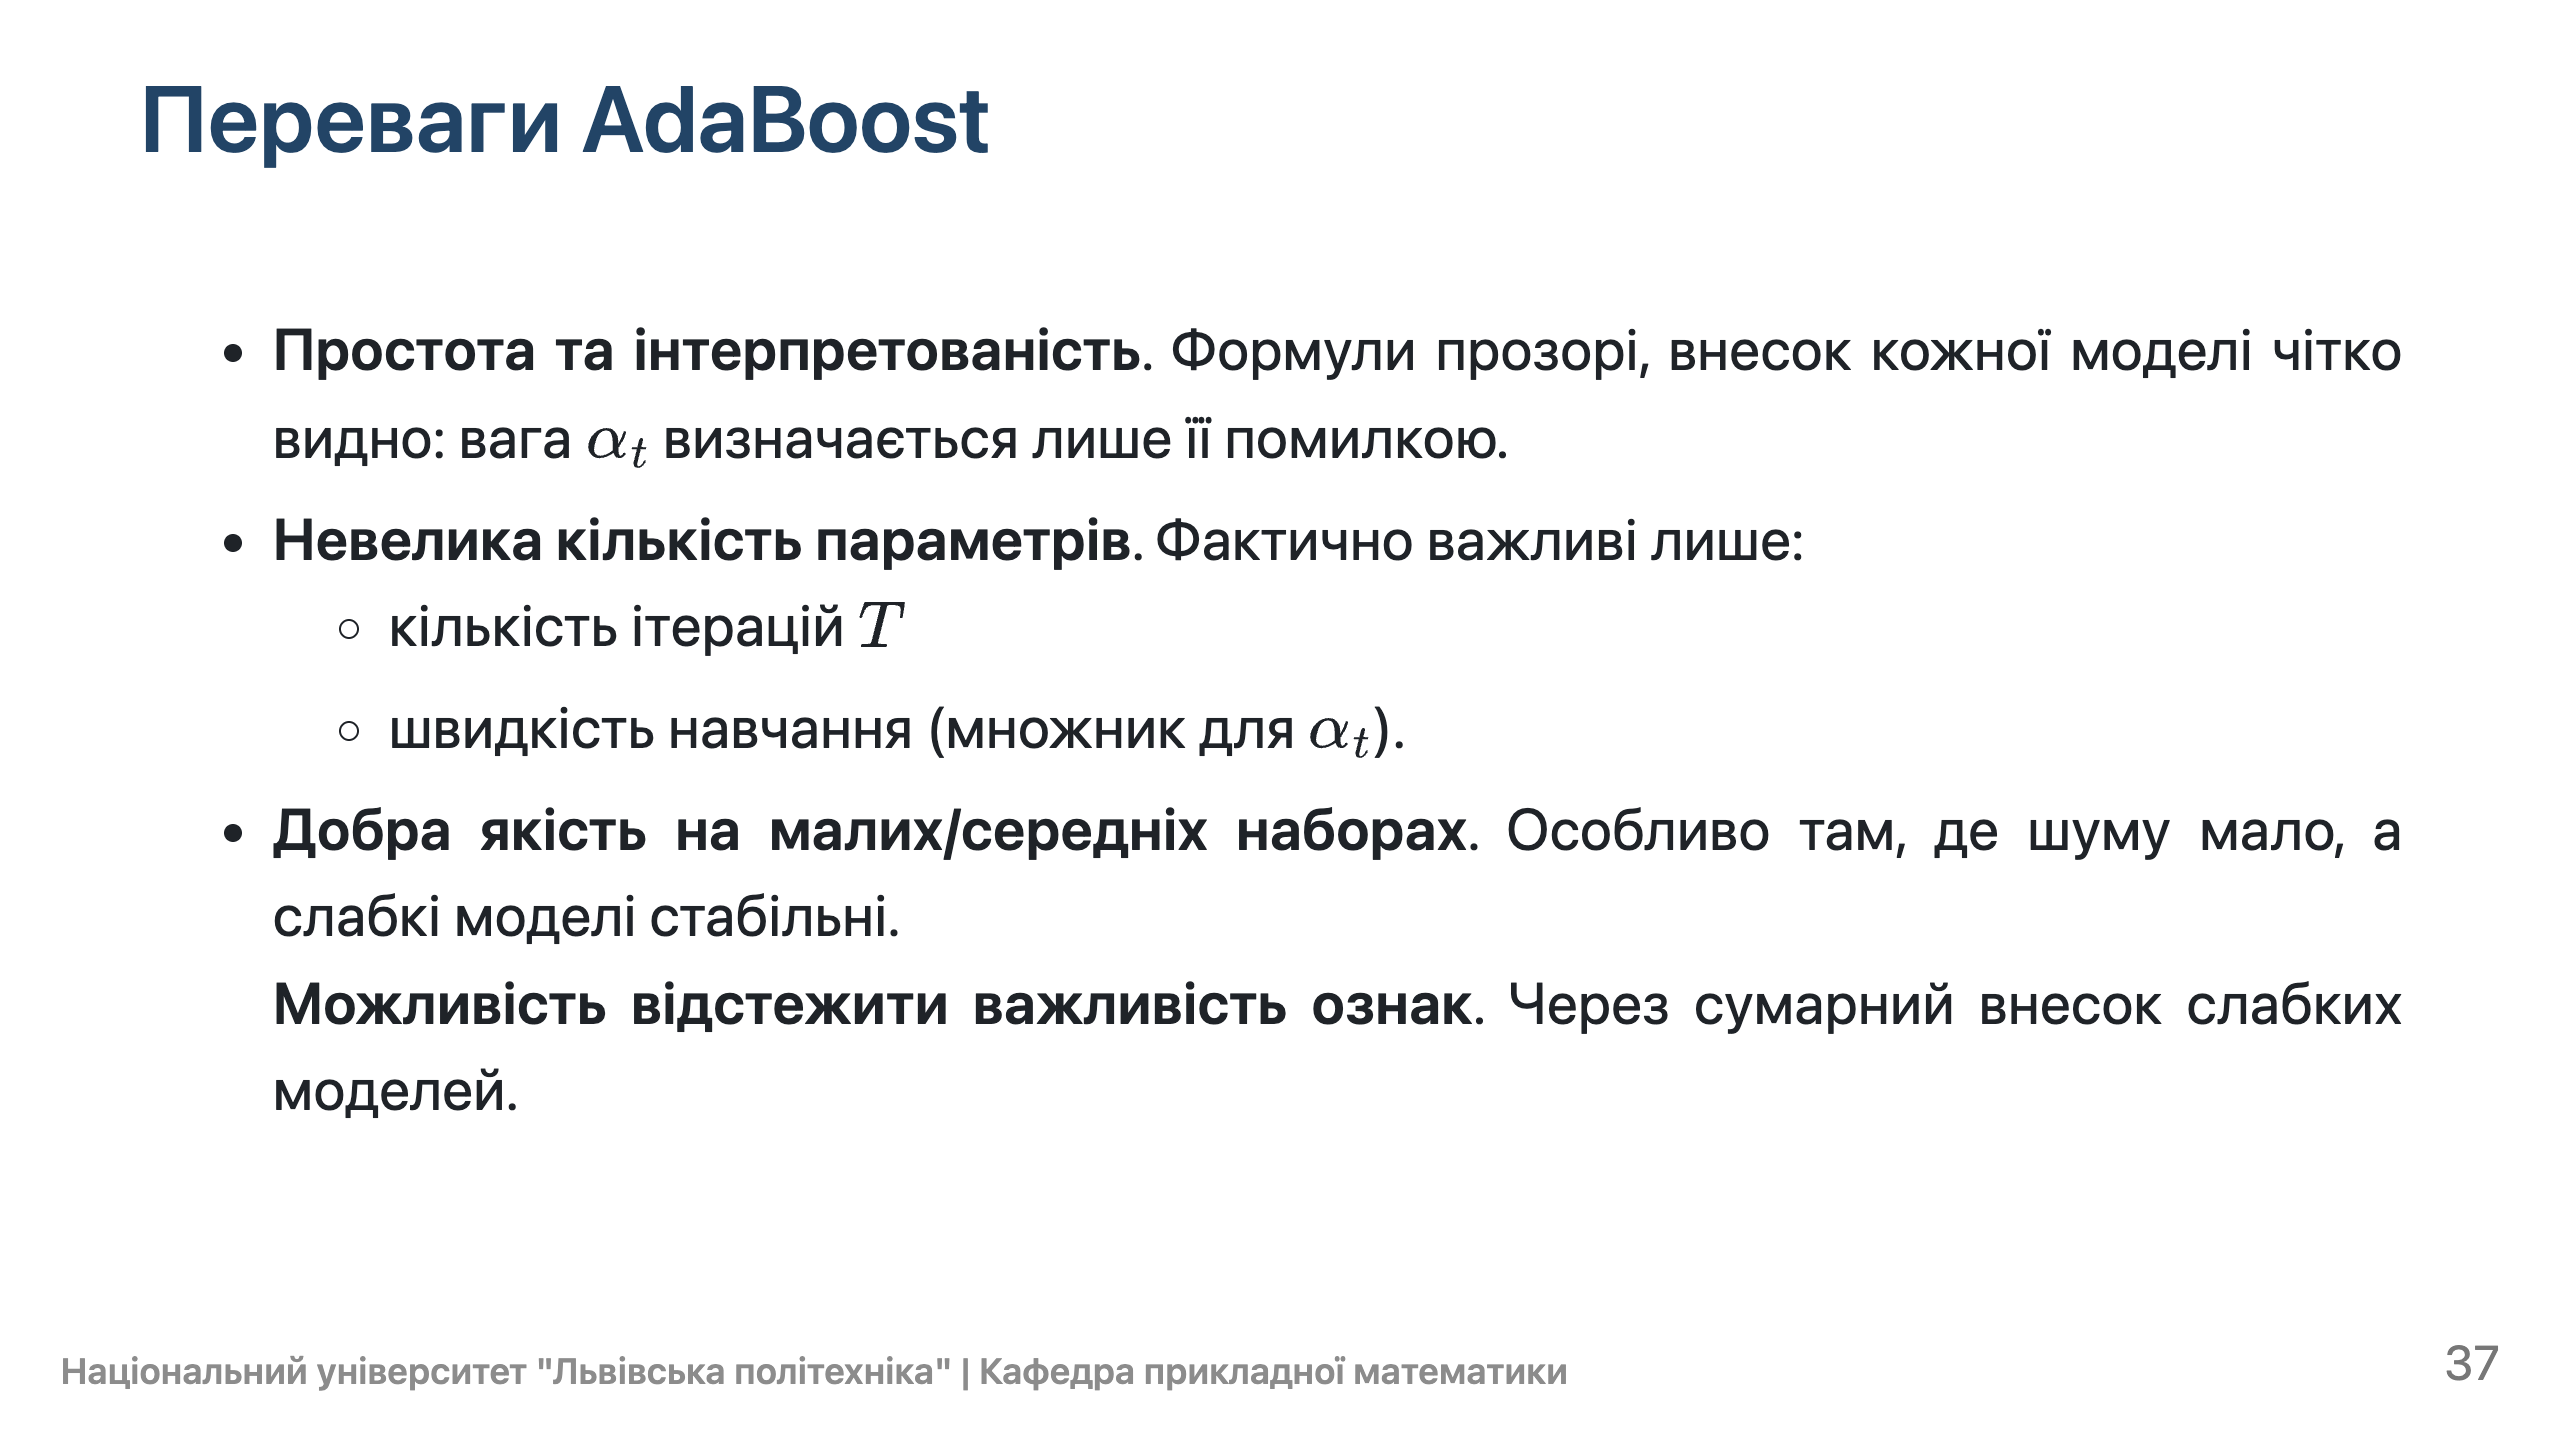 Переваги AdaBoost
• Простота та інтерпретованість. Формули прозорі, внесок кожної моделі чітко
видно: вага αₜ визначається лише її помилкою.
• Невелика кількість параметрів. Фактично важливі лише:
◦ кількість ітерацій T
◦ швидкість навчання (множник для αₜ).
• Добра якість на малих/середніх наборах. Особливо там, де шуму мало, а
слабкі моделі стабільні.
Можливість відстежити важливість ознак. Через сумарний внесок слабких
моделей.
Національний університет "Львівська політехніка" | Кафедра прикладної математики
37